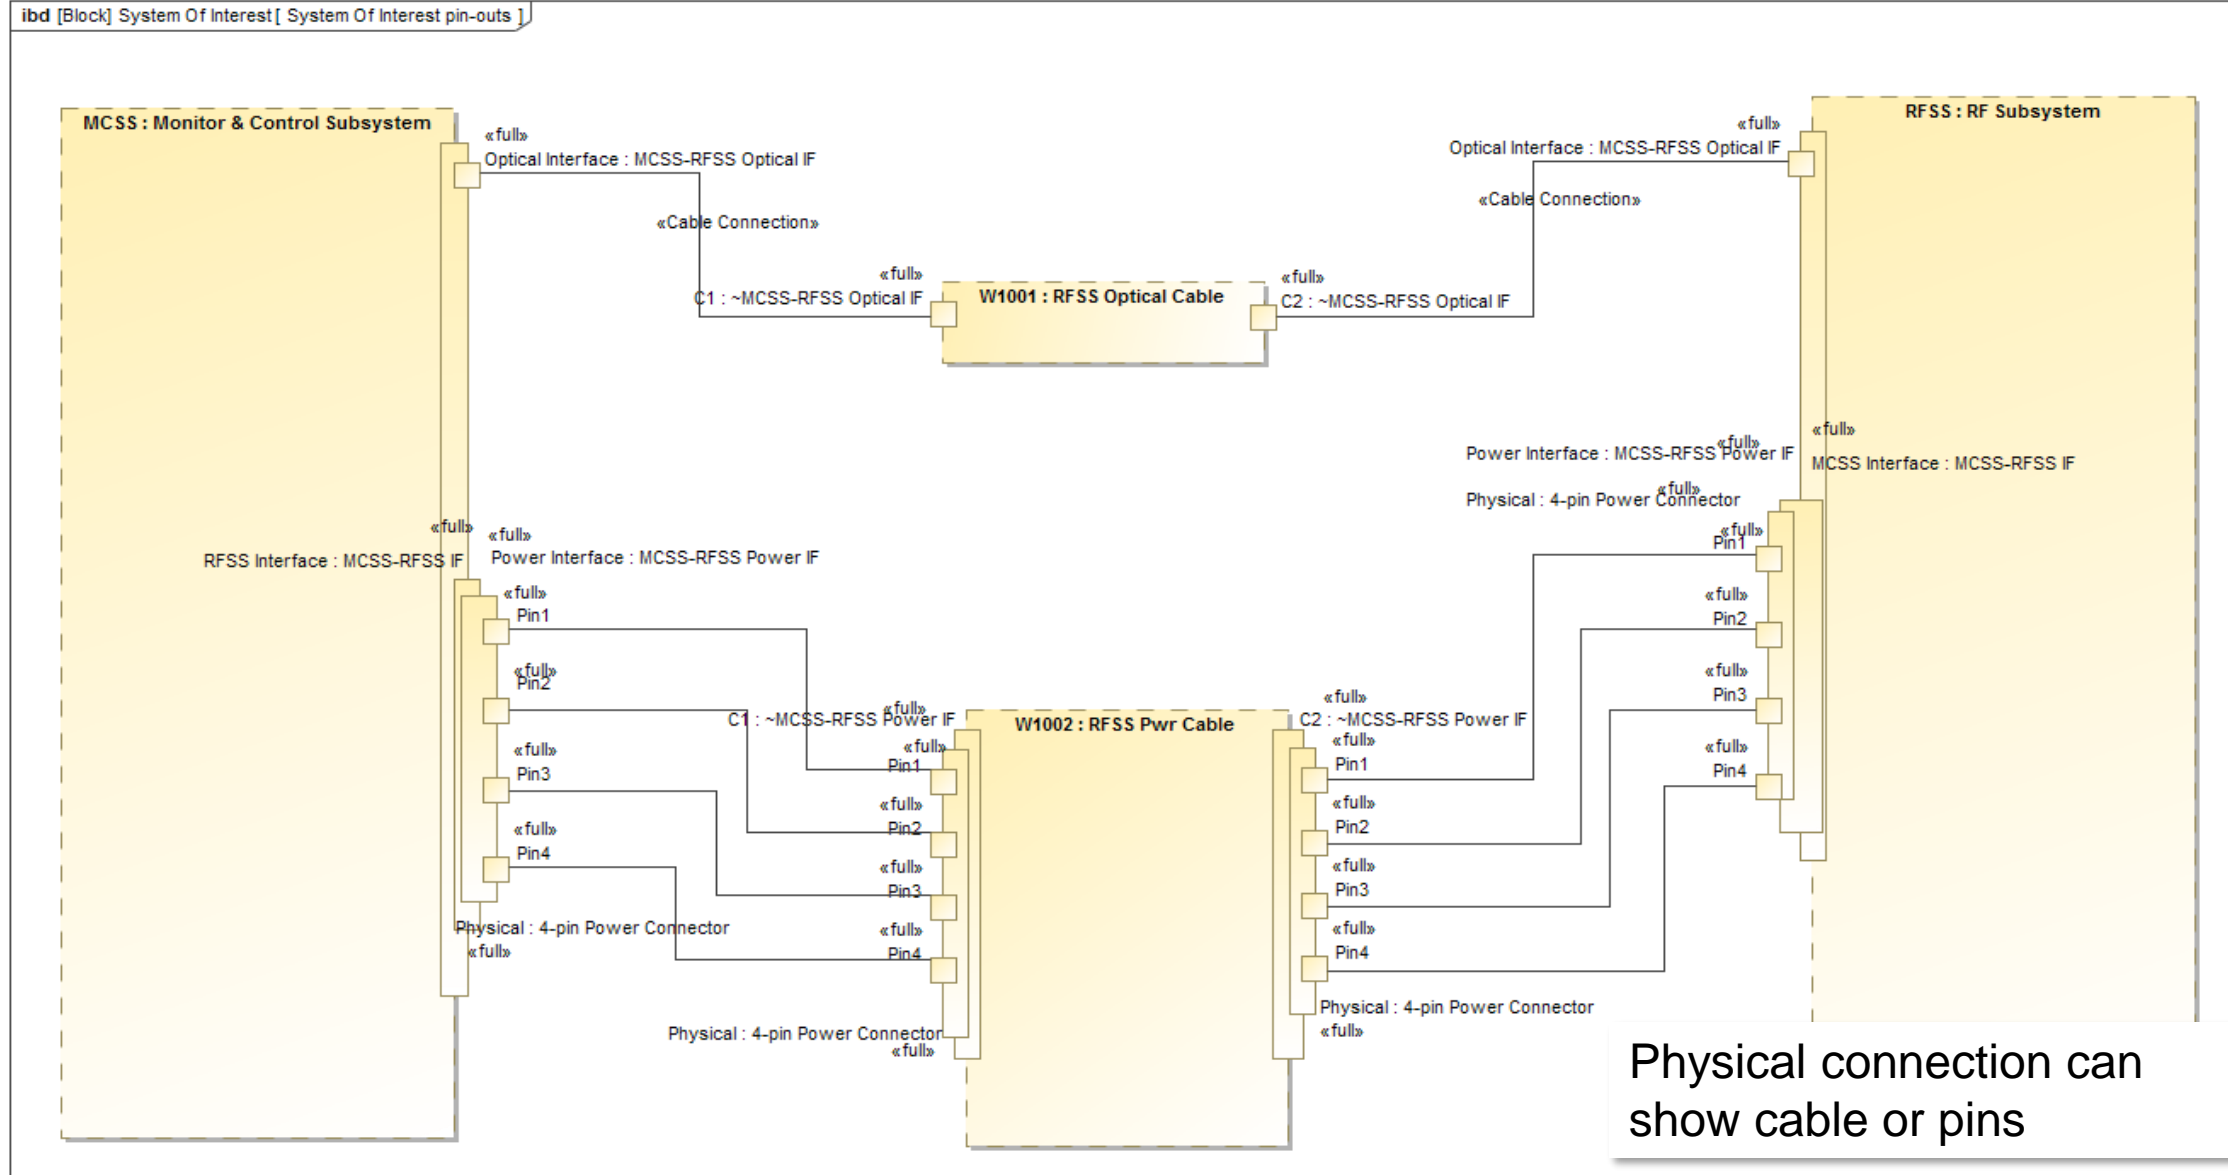 ibd [Block] System Of Interest [ System Of Interest pin-outs ]
MCSS : Monitor & Control Subsystem
«full»
Optical Interface : MCSS-RFSS Optical IF
«Cable Connection»
«full»
C1 : ~MCSS-RFSS Optical IF
W1001 : RFSS Optical Cable
«full»
C2 : ~MCSS-RFSS Optical IF
«full»
Optical Interface : MCSS-RFSS Optical IF
«Cable Connection»
RFSS : RF Subsystem
«full»
MCSS Interface : MCSS-RFSS IF
«full»
Power Interface : MCSS-RFSS Power IF
«full»
Physical : 4-pin Power Connector
«full»
Pin1
«full»
Pin2
«full»
Pin3
«full»
Pin4
«full»
RFSS Interface : MCSS-RFSS IF
«full»
Power Interface : MCSS-RFSS Power IF
«full»
Pin1
«full»
Pin2
«full»
Pin3
«full»
Pin4
Physical : 4-pin Power Connector
«full»
«full»
C1 : ~MCSS-RFSS Power IF
«full»
Pin1
«full»
Pin2
«full»
Pin3
«full»
Pin4
Physical : 4-pin Power Connector
«full»
W1002 : RFSS Pwr Cable
«full»
C2 : ~MCSS-RFSS Power IF
«full»
Pin1
«full»
Pin2
«full»
Pin3
«full»
Pin4
Physical : 4-pin Power Connector
«full»
Physical connection can
show cable or pins